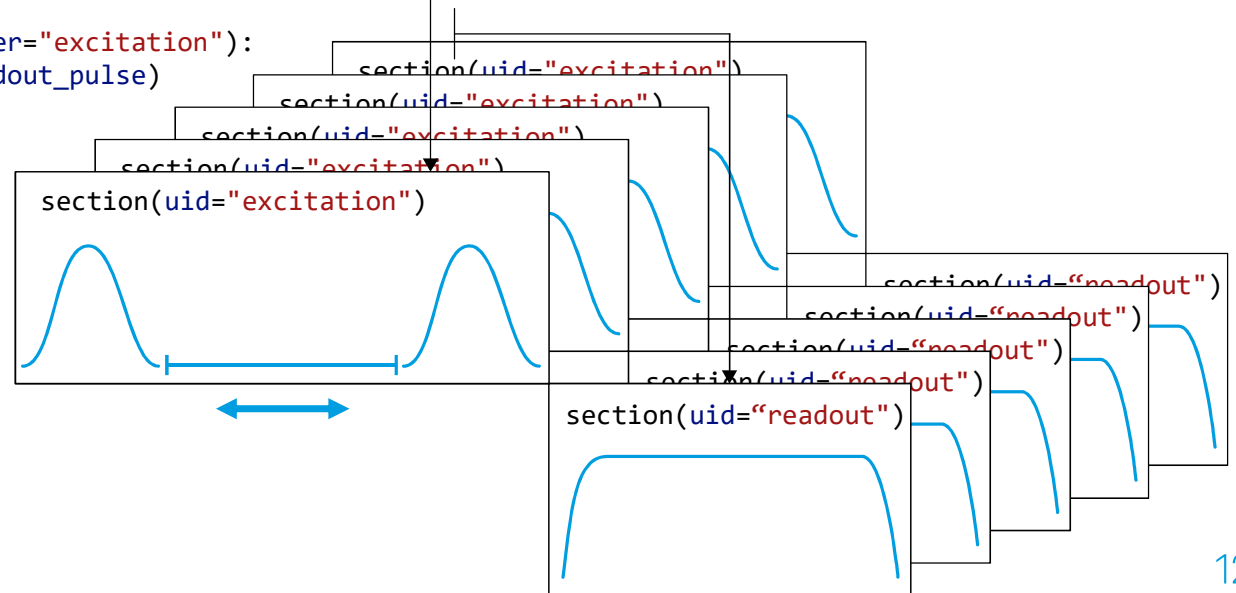 er="excitation"):
dout_pulse)
section(uid="excitation")
section(uid="excitation")
section(uid="excitation")
section(uid="excitation")
section(uid="excitation")
section(uid=“readout")
section(uid=“readout")
section(uid=“readout")
section(uid=“readout")
section(uid=“readout")
12